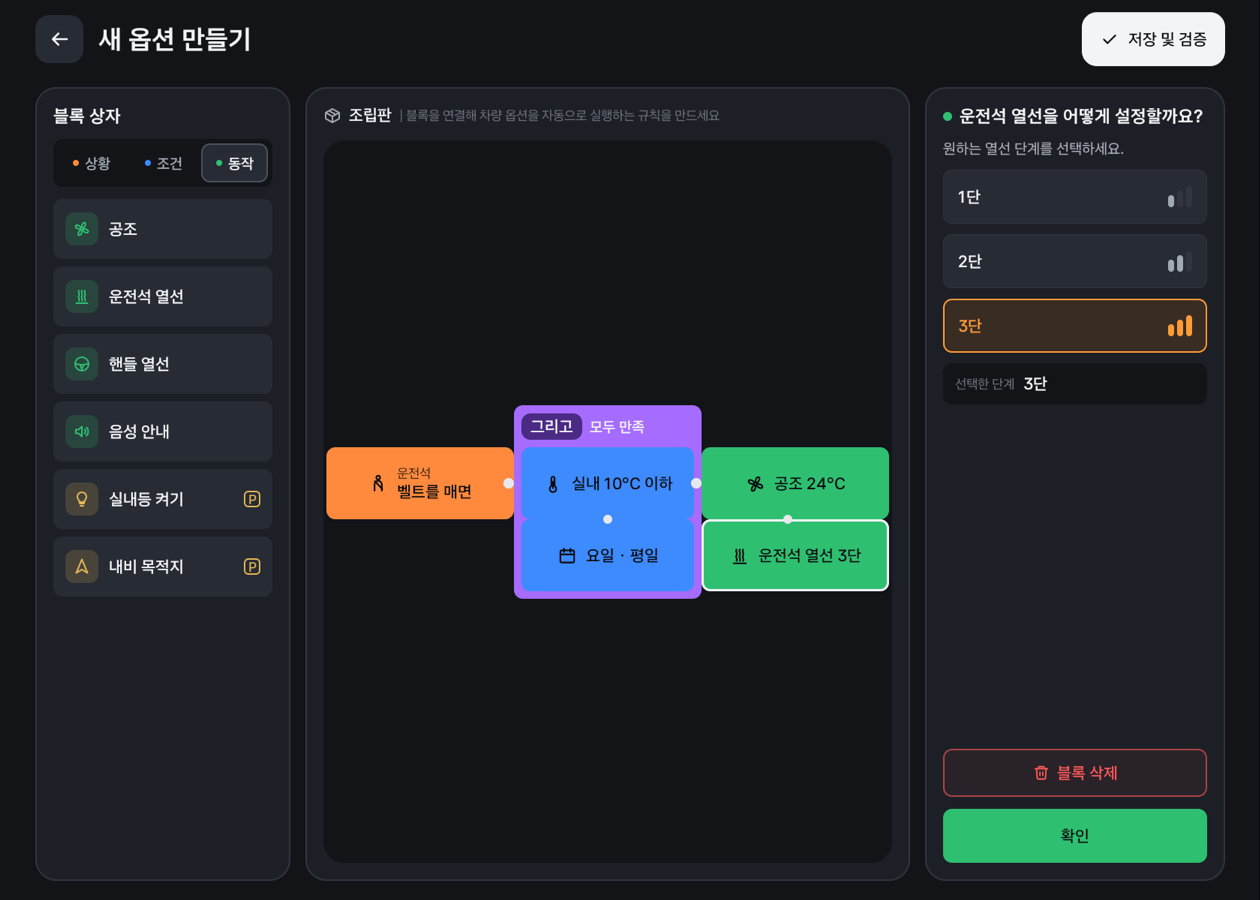 새 옵션 만들기
저장 및 검증
블록 상자
상황
조건
동작
공조
운전석 열선
핸들 열선
음성 안내
실내등 켜기
P
내비 목적지
P
조립판 | 블록을 연결해 차량 옵션을 자동으로 실행하는 규칙을 만드세요
그리고 모두 만족
운전석
벨트를 매면
실내 10°C 이하
공조 24°C
요일 · 평일
운전석 열선 3단
운전석 열선을 어떻게 설정할까요?
원하는 열선 단계를 선택하세요.
1단
2단
3단
선택한 단계 3단
블록 삭제
확인